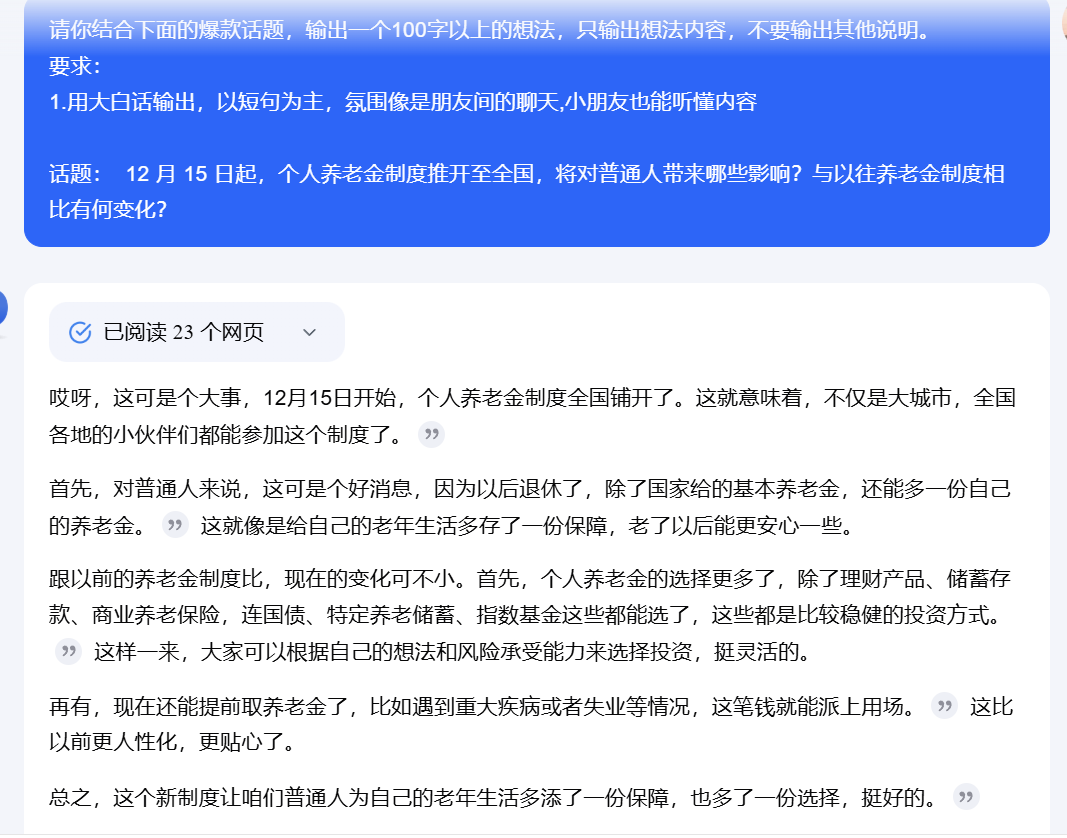 请你结合下面的爆款话题，输出一个100字以上的想法，只输出想法内容，不要输出其他说明。
要求：
1.用大白话输出，以短句为主，氛围像是朋友间的聊天,小朋友也能听懂内容
话题： 12 月 15 日起，个人养老金制度推开至全国，将对普通人带来哪些影响？与以往养老金制度相
比有何变化？
已阅读 23 个网页
哎呀，这可是个大事，12月15日开始，个人养老金制度全国铺开了。这就意味着，不仅是大城市，全国
各地的小伙伴们都能参加这个制度了。
首先，对普通人来说，这可是个好消息，因为以后退休了，除了国家给的基本养老金，还能多一份自己
的养老金。 这就像是给自己的老年生活多存了一份保障，老了以后能更安心一些。
跟以前的养老金制度比，现在的变化可不小。首先，个人养老金的选择更多了，除了理财产品、储蓄存
款、商业养老保险，连国债、特定养老储蓄、指数基金这些都能选了，这些都是比较稳健的投资方式。
这样一来，大家可以根据自己的想法和风险承受能力来选择投资，挺灵活的。
再有，现在还能提前取养老金了，比如遇到重大疾病或者失业等情况，这笔钱就能派上用场。 这比
以前更人性化，更贴心了。
总之，这个新制度让咱们普通人为自己的老年生活多添了一份保障，也多了一份选择，挺好的。